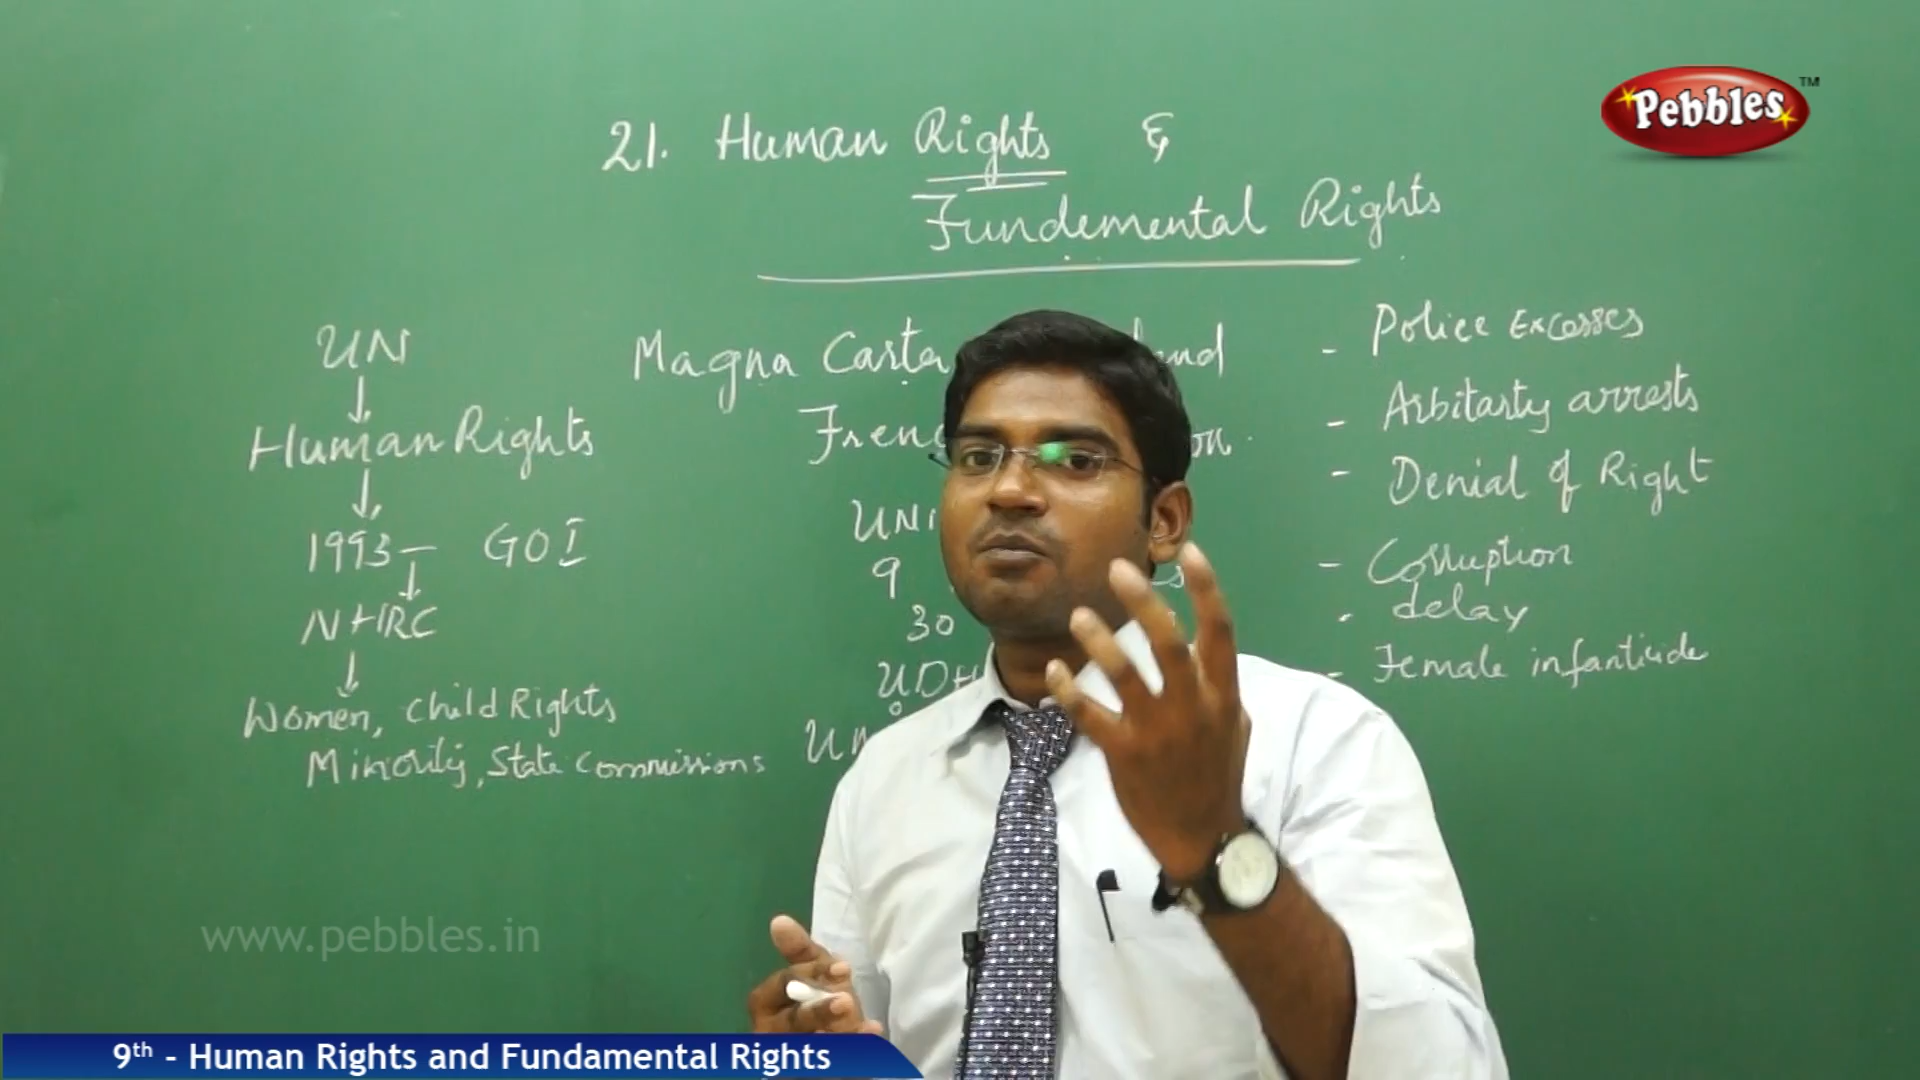 Pebbles TM
21. Human Rights &
Fundemental Rights
UN
Human Rights
1993 - GOI
NHRC
Women, Child Rights
Minority, State Commissions
Magna Carta
9
30
- Police Excesses
- Arbitarty arrests
- Denial of Right
- Corruption
- delay
- Female infanticide
www.pebbles.in
9th - Human Rights and Fundamental Rights